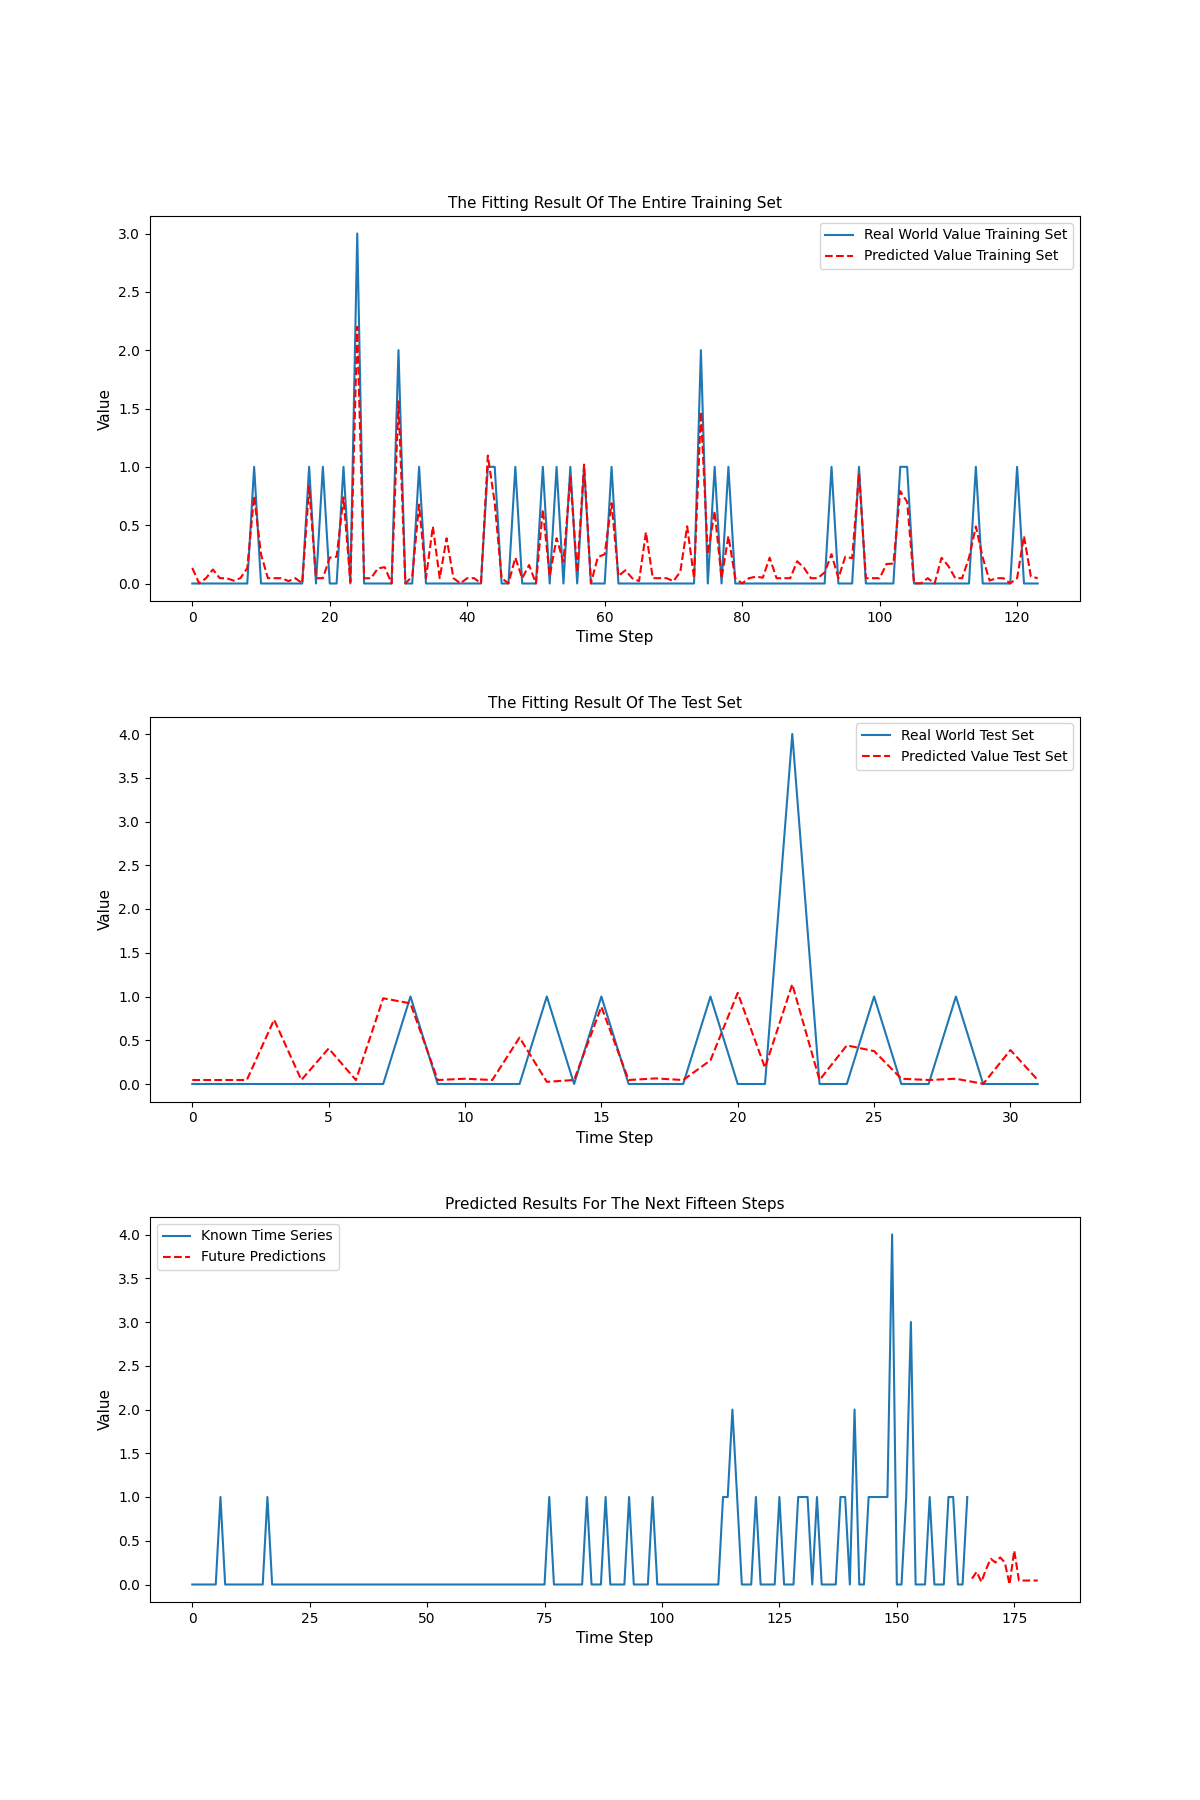 The Fitting Result Of The Entire Training Set
Real World Value Training Set
Predicted Value Training Set
3.0
2.5
2.0
1.5
1.0
0.5
0.0
Value
0 20 40 60 80 100 120
Time Step
The Fitting Result Of The Test Set
Real World Test Set
Predicted Value Test Set
4.0
3.5
3.0
2.5
2.0
1.5
1.0
0.5
0.0
Value
0 5 10 15 20 25 30
Time Step
Predicted Results For The Next Fifteen Steps
Known Time Series
Future Predictions
4.0
3.5
3.0
2.5
2.0
1.5
1.0
0.5
0.0
Value
0 25 50 75 100 125 150 175
Time Step